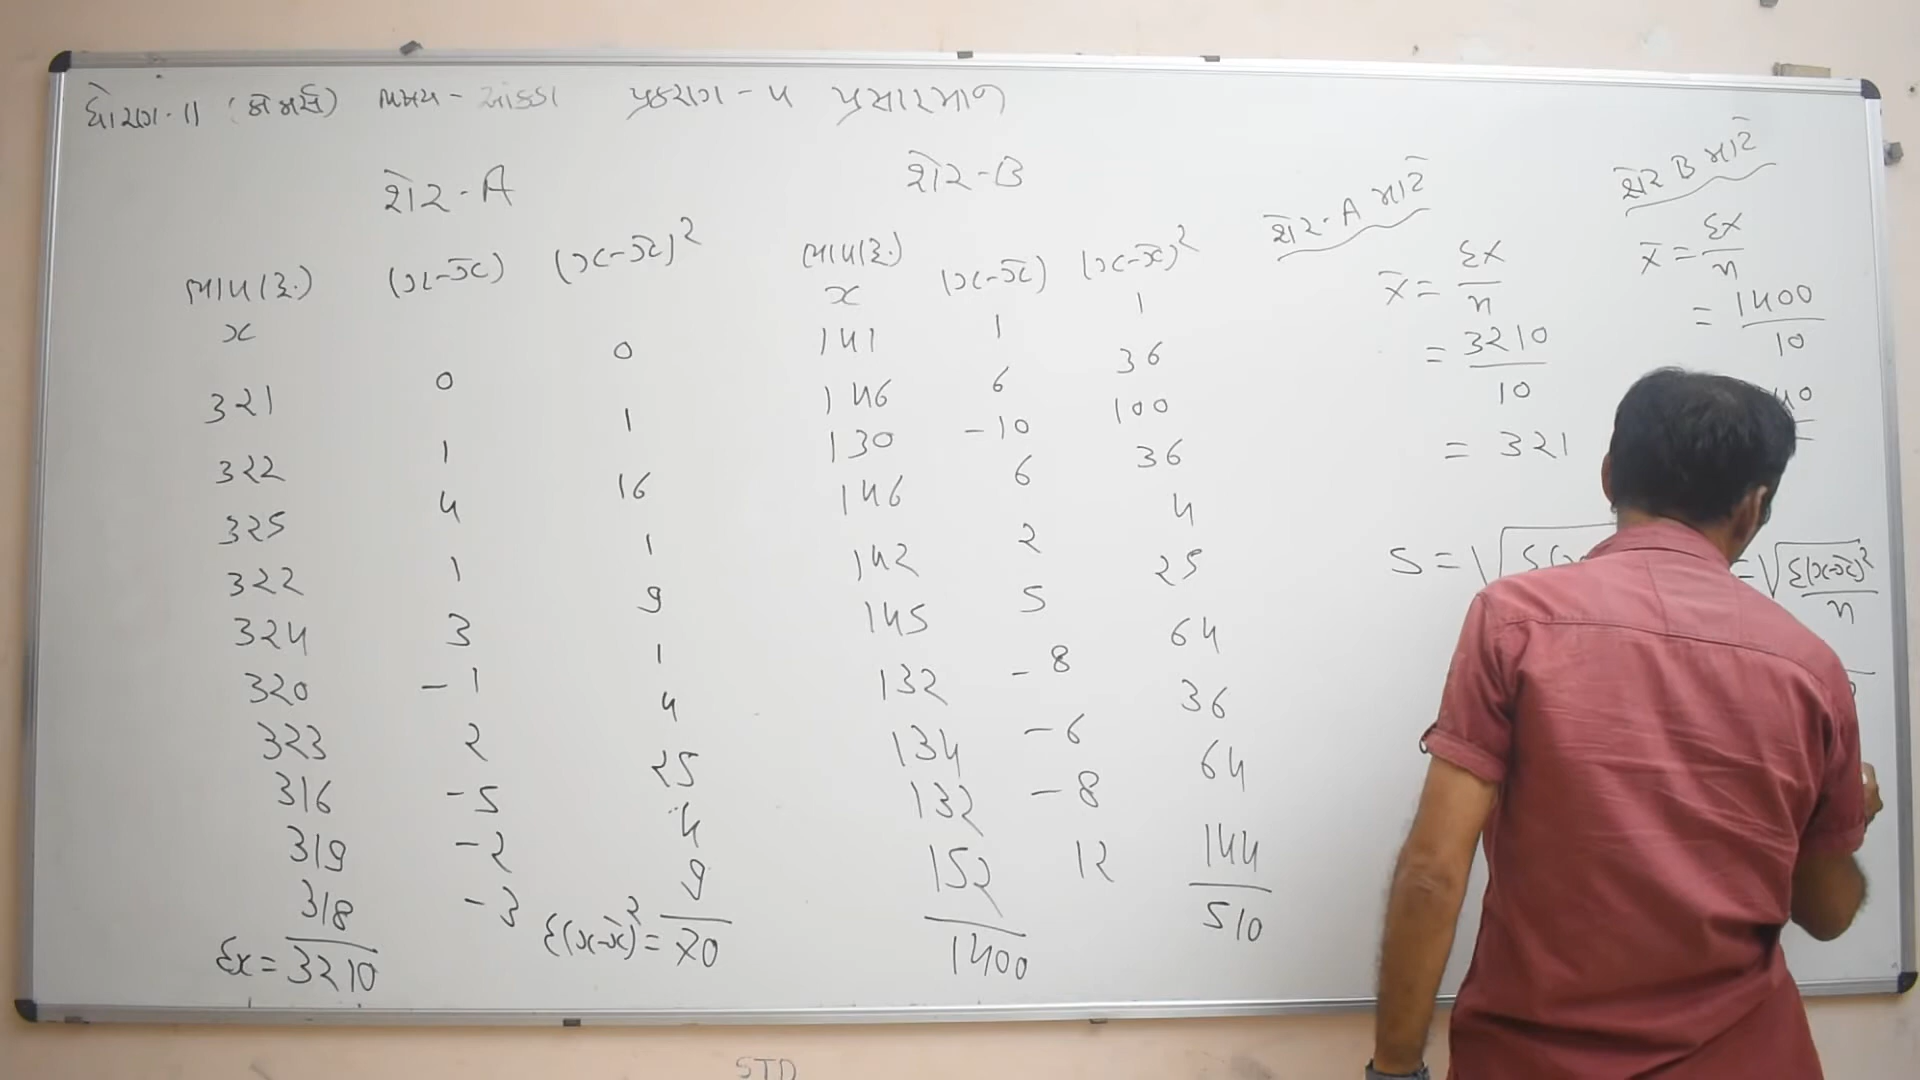 ધોરણ-11 (કોમર્સ) વિષય - આંકડા પ્રકરણ - ૫ પ્રસારમાન
શેર - A
ભાવ(રૂ.) (x-x̄) (x-x̄)²
x
321 0 0
322 1 1
325 4 16
322 1 1
324 3 9
320 -1 1
323 2 4
316 -5 25
319 -2 4
318 -3 9
Σx = 3210 Σ(x-x̄)² = 70
શેર - B
ભાવ(રૂ.) (x-x̄) (x-x̄)²
x
141 1 1
146 6 36
130 -10 100
146 6 36
142 2 4
145 5 25
132 -8 64
134 -6 36
132 -8 64
152 12 144
1400 510
શેર - A માટે
x̄ = Σx/n
= 3210/10
= 321
S = √
શેર B માટે
x̄ = Σx/n
= 1400/10
= √Σ(x-x̄)²/n
STD